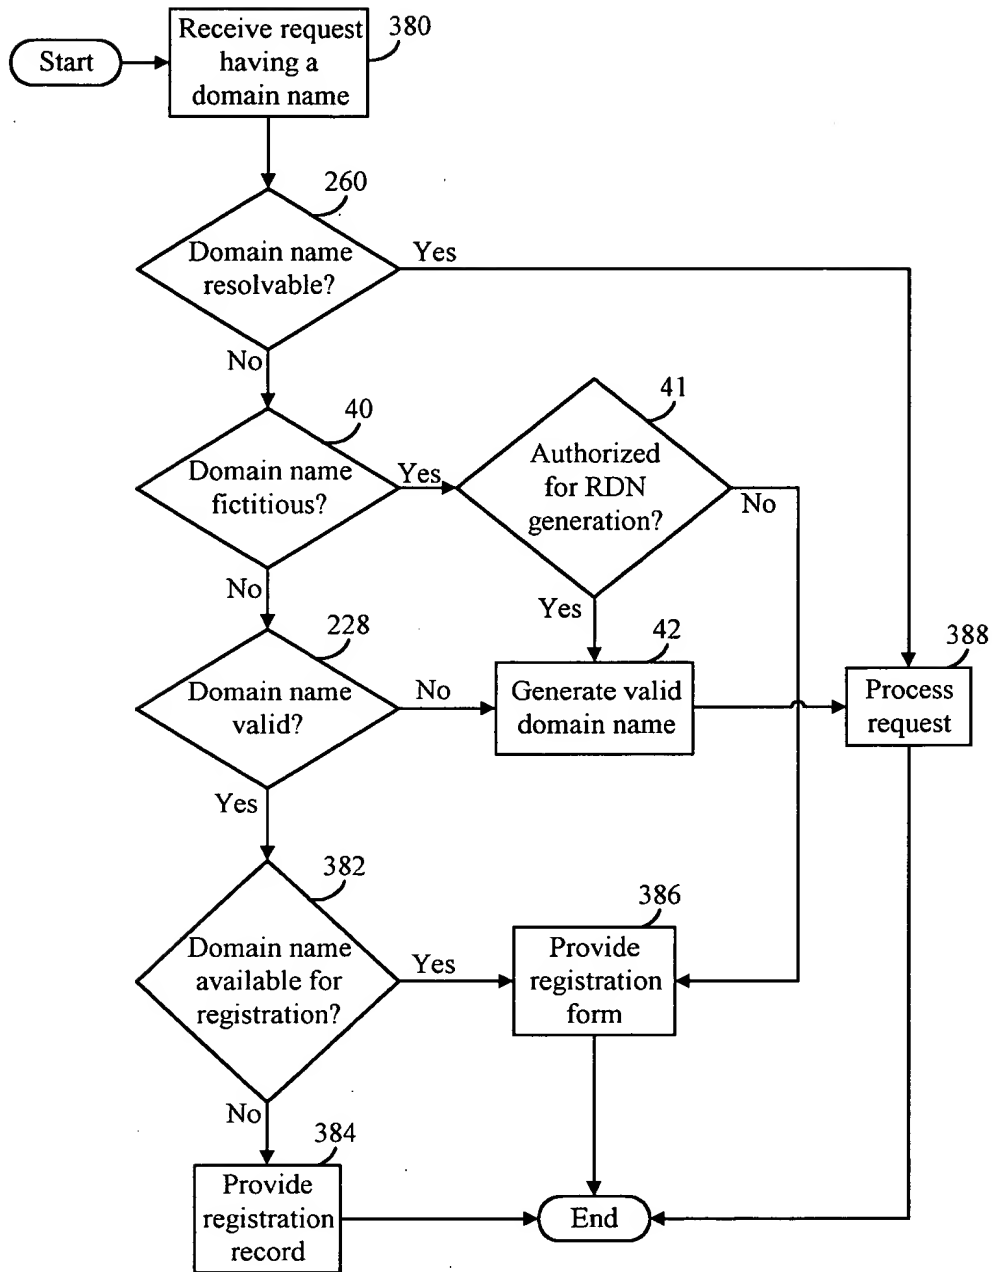 Start
Receive request
having a
domain name
380
260
Domain name
resolvable?
Yes
No
40
Domain name
fictitious?
Yes
No
41
Authorized
for RDN
generation?
No
Yes
228
Domain name
valid?
No
Yes
42
Generate valid
domain name
388
Process
request
382
Domain name
available for
registration?
Yes
No
386
Provide
registration
form
384
Provide
registration
record
End